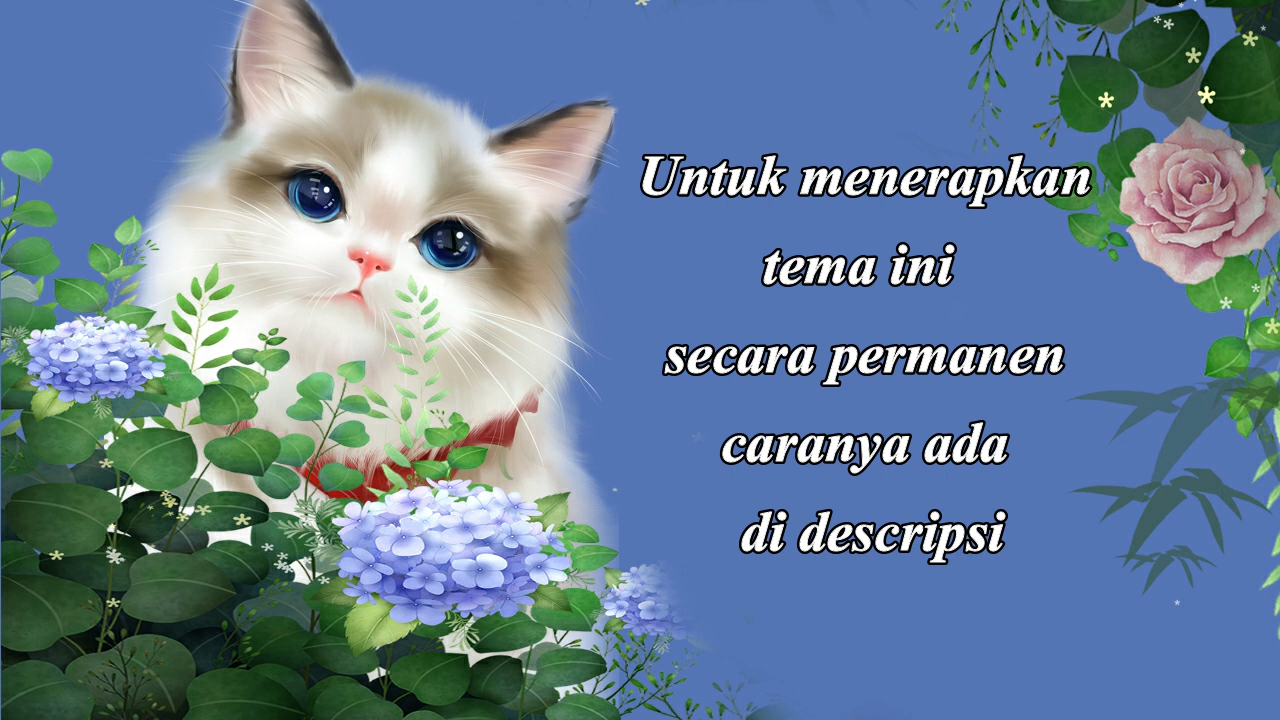 Untuk menerapkan
tema ini
secara permanen
caranya ada
di descripsi